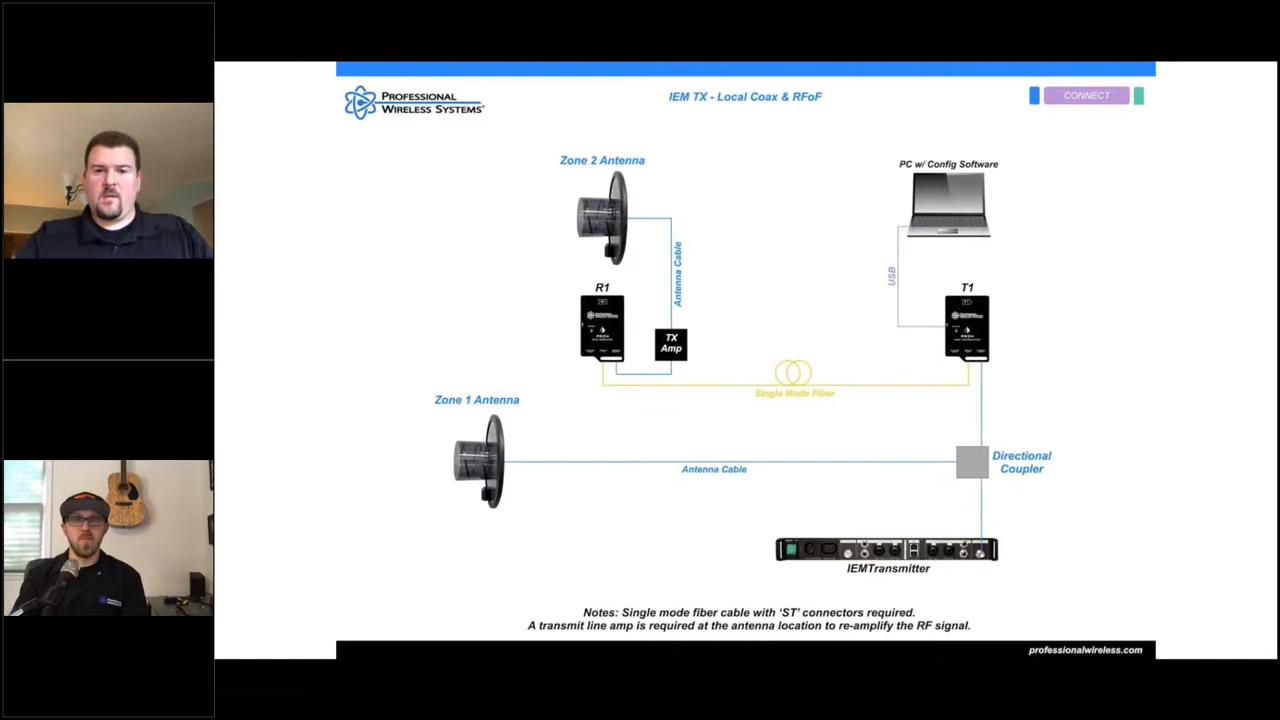 PROFESSIONAL
WIRELESS SYSTEMS
IEM TX - Local Coax & RFoF
CONNECT
Zone 2 Antenna
PC w/ Config Software
Antenna Cable
USB
R1
T1
TX
Amp
Single Mode Fiber
Zone 1 Antenna
Directional
Coupler
Antenna Cable
IEMTransmitter
Notes: Single mode fiber cable with ‘ST’ connectors required.
A transmit line amp is required at the antenna location to re-amplify the RF signal.
professionalwireless.com